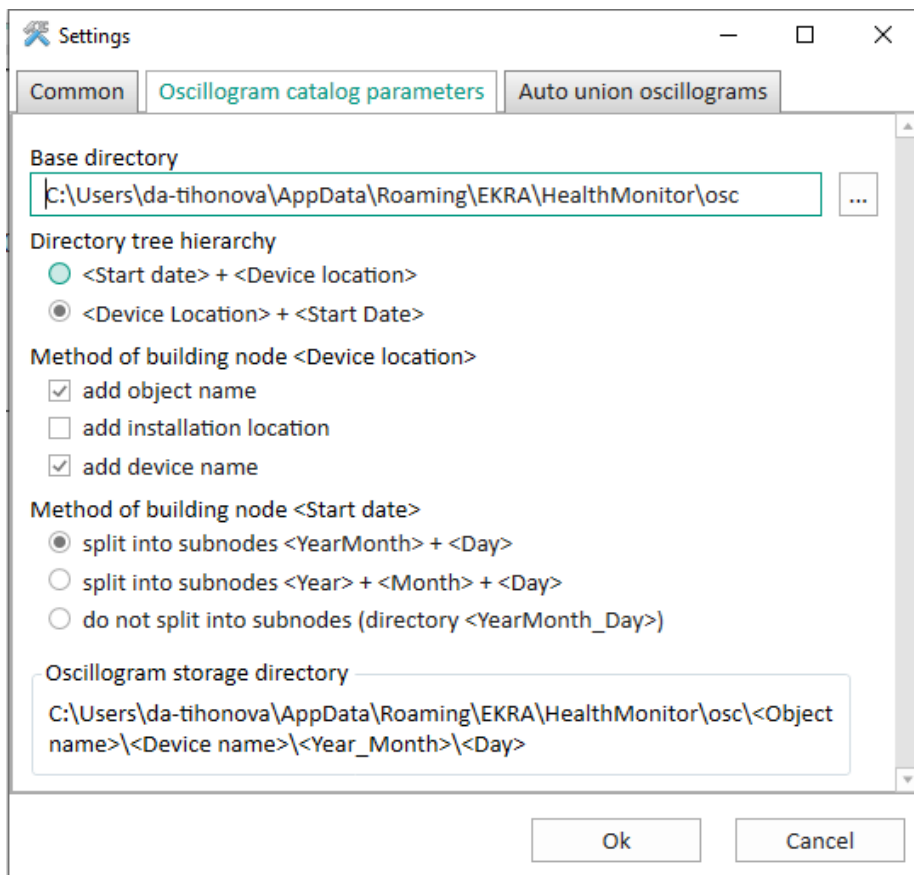 Settings
Common
Oscillogram catalog parameters
Auto union oscillograms
Base directory
C:\Users\da-tihonova\AppData\Roaming\EKRA\HealthMonitor\osc
...
Directory tree hierarchy
<Start date> + <Device location>
<Device Location> + <Start Date>
Method of building node <Device location>
add object name
add installation location
add device name
Method of building node <Start date>
split into subnodes <YearMonth> + <Day>
split into subnodes <Year> + <Month> + <Day>
do not split into subnodes (directory <YearMonth_Day>)
Oscillogram storage directory
C:\Users\da-tihonova\AppData\Roaming\EKRA\HealthMonitor\osc\<Object
name>\<Device name>\<Year_Month>\<Day>
Ok
Cancel